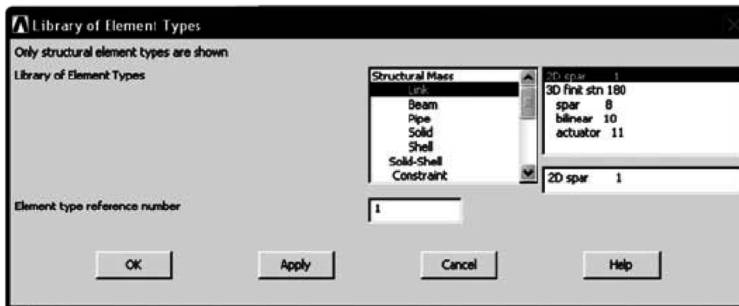 Library of Element Types
Only structural element types are shown
Library of Element Types
Structural Mass
Link
Beam
Pipe
Solid
Shell
Solid-Shell
Constraint
2D spar 1
3D finit stn 180
spar 8
bilinear 10
actuator 11
2D spar 1
Element type reference number
1
OK
Apply
Cancel
Help